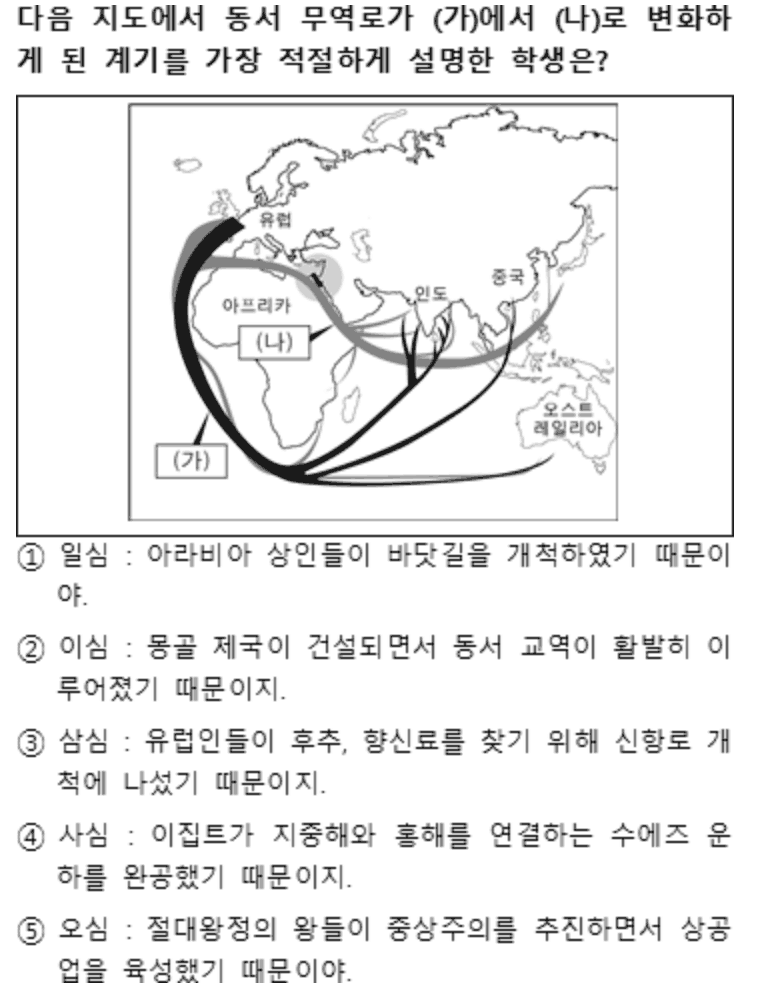 다음 지도에서 동서 무역로가 (가)에서 (나)로 변화하
게 된 계기를 가장 적절하게 설명한 학생은?
유럽
중국
인도
아프리카
(나)
오스트
레일리아
(가)
① 일심 : 아라비아 상인들이 바닷길을 개척하였기 때문이
야.
② 이심 : 몽골 제국이 건설되면서 동서 교역이 활발히 이
루어졌기 때문이지.
③ 삼심 : 유럽인들이 후추, 향신료를 찾기 위해 신항로 개
척에 나섰기 때문이지.
④ 사심 : 이집트가 지중해와 홍해를 연결하는 수에즈 운
하를 완공했기 때문이지.
⑤ 오심 : 절대왕정의 왕들이 중상주의를 추진하면서 상공
업을 육성했기 때문이야.